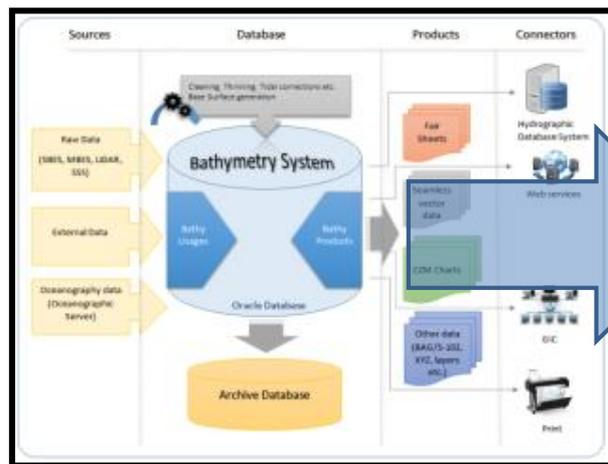 Sources
Database
Products
Connectors
Cleaning, Thinning, Tidal corrections etc.
Base Surface generation
Raw Data
(SBES, MBES, LIDAR,
SSS)
External Data
Oceanography data
(Oceanographic
Server)
Bathymetry System
Bathy
Usages
Bathy
Products
Oracle Database
Archive Database
Fair
Sheets
Seamless
vector
data
CZM Charts
Other data
(BAG/S-102,
XYZ, layers
etc.)
Hydrographic
Database System
Web services
Print